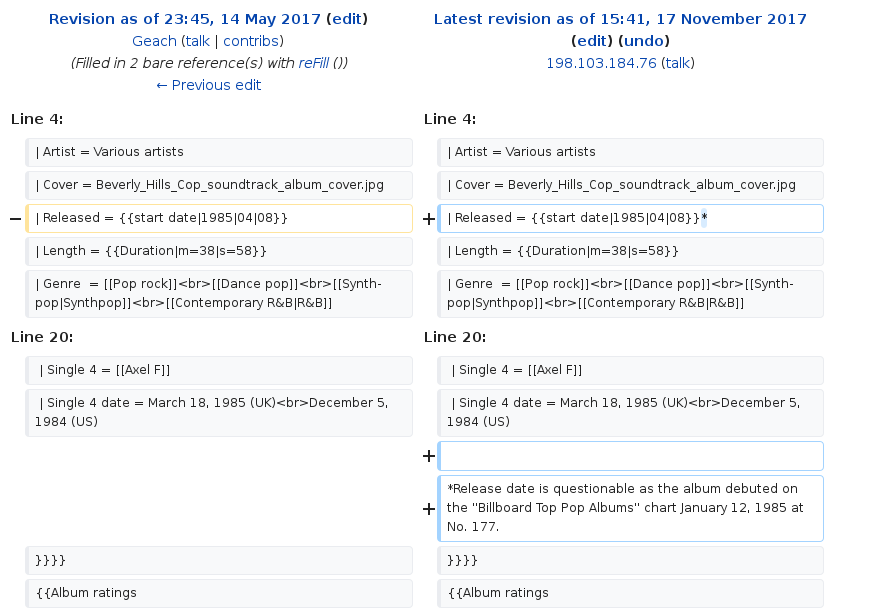 Revision as of 23:45, 14 May 2017 (edit)
Geach (talk | contribs)
(Filled in 2 bare reference(s) with reFill ())
← Previous edit
Latest revision as of 15:41, 17 November 2017
(edit) (undo)
198.103.184.76 (talk)
Line 4:
Line 4:
| Artist = Various artists
| Artist = Various artists
| Cover = Beverly_Hills_Cop_soundtrack_album_cover.jpg
| Cover = Beverly_Hills_Cop_soundtrack_album_cover.jpg
− | Released = {{start date|1985|04|08}}
+ | Released = {{start date|1985|04|08}}*
| Length = {{Duration|m=38|s=58}}
| Length = {{Duration|m=38|s=58}}
| Genre  = [[Pop rock]]<br>[[Dance pop]]<br>[[Synth-
pop|Synthpop]]<br>[[Contemporary R&B|R&B]]
| Genre  = [[Pop rock]]<br>[[Dance pop]]<br>[[Synth-
pop|Synthpop]]<br>[[Contemporary R&B|R&B]]
Line 20:
Line 20:
| Single 4 = [[Axel F]]
| Single 4 = [[Axel F]]
| Single 4 date = March 18, 1985 (UK)<br>December 5,
1984 (US)
| Single 4 date = March 18, 1985 (UK)<br>December 5,
1984 (US)
+
+ *Release date is questionable as the album debuted on
the "Billboard Top Pop Albums" chart January 12, 1985 at
No. 177.
}}}}
}}}}
{{Album ratings
{{Album ratings